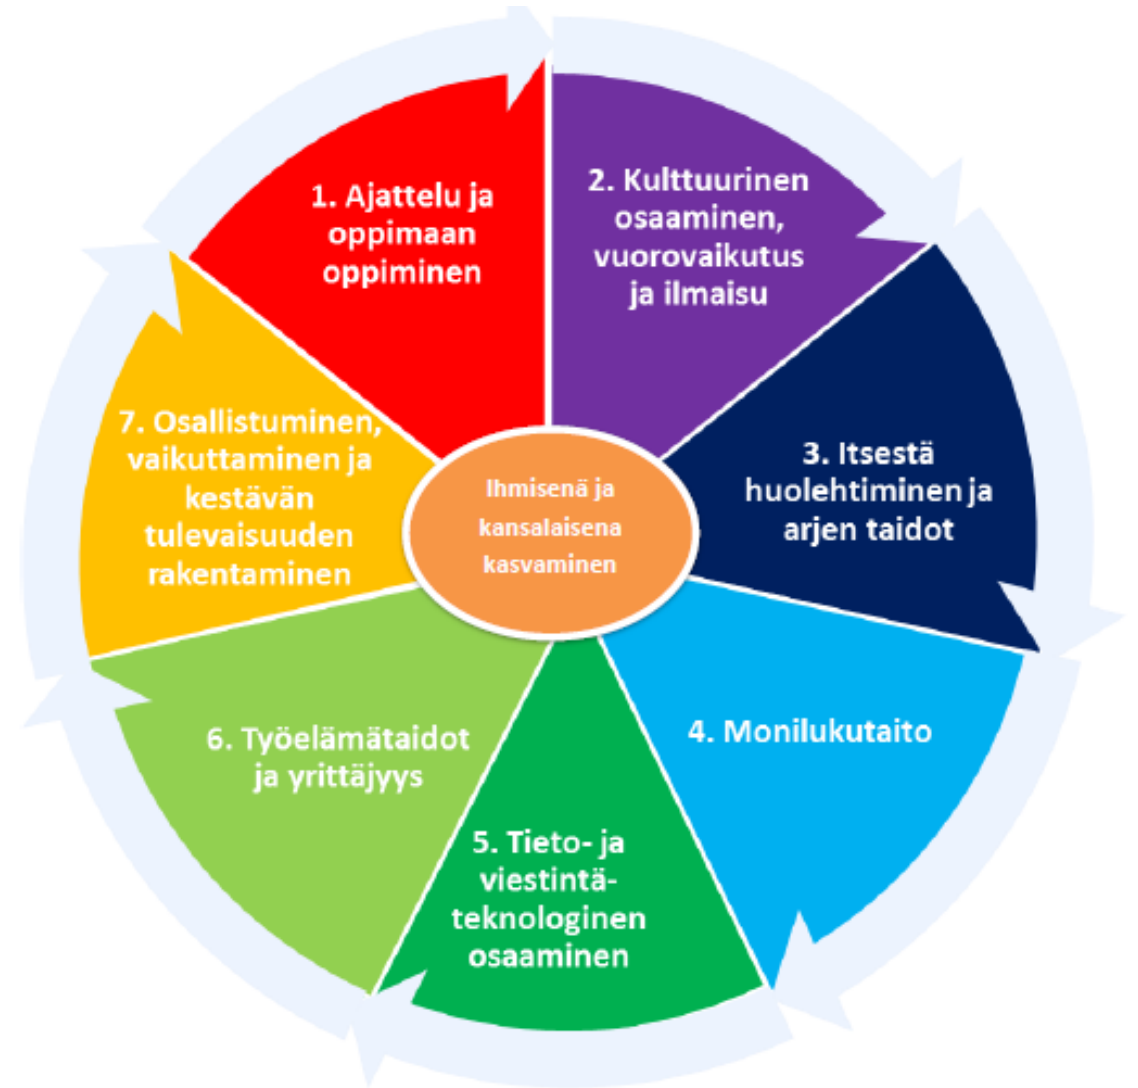 1. Ajattelu ja
oppimaan
oppiminen
2. Kulttuurinen
osaaminen,
vuorovaikutus
ja ilmaisu
3. Itsestä
huolehtiminen ja
arjen taidot
4. Monilukutaito
5. Tieto- ja
viestintä-
teknologinen
osaaminen
6. Työelämätaidot
ja yrittäjyys
7. Osallistuminen,
vaikuttaminen ja
kestävän
tulevaisuuden
rakentaminen
Ihmisenä ja
kansalaisena
kasvaminen